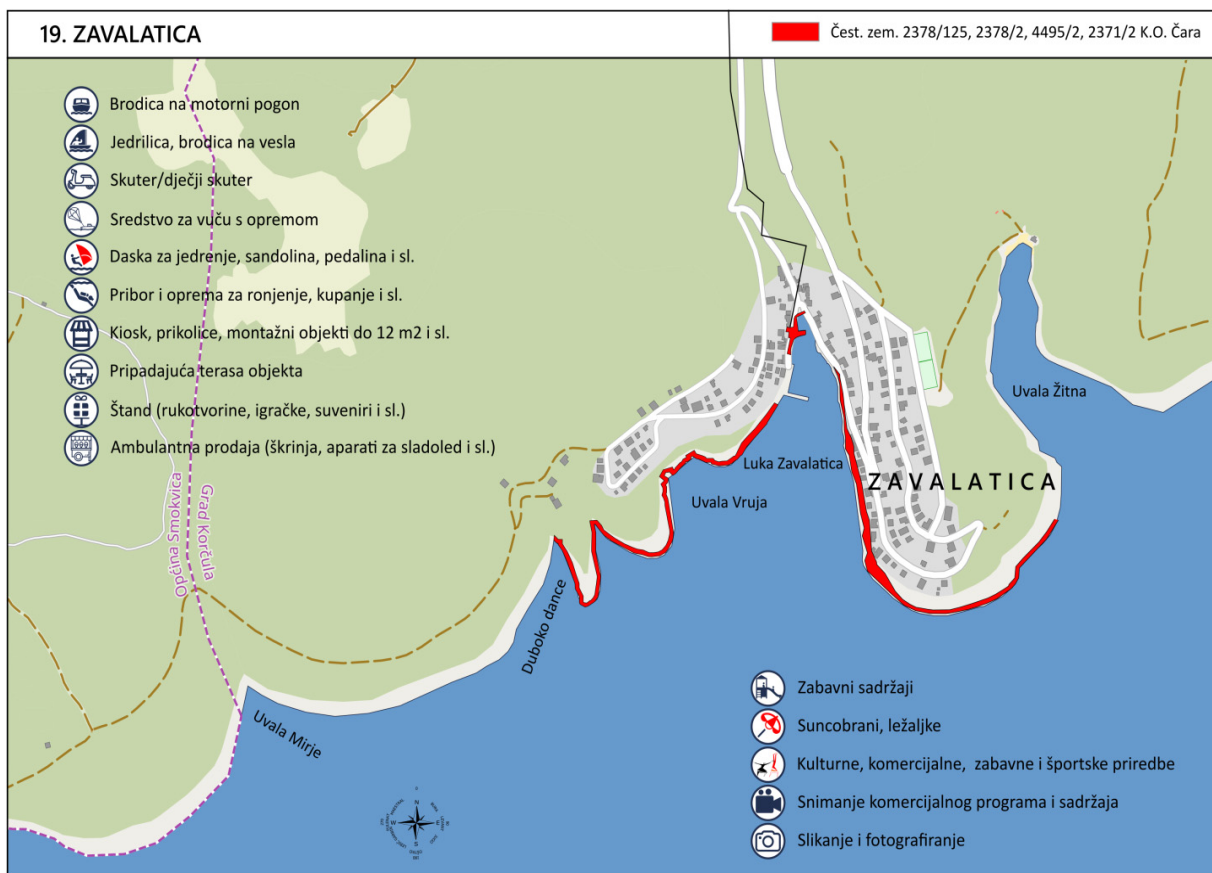 19. ZAVALATICA
Čest. zem. 2378/125, 2378/2, 4495/2, 2371/2 K.O. Čara
Brodica na motorni pogon
Jedrilica, brodica na vesla
Skuter/dječji skuter
Sredstvo za vuču s opremom
Daska za jedrenje, sandolina, pedalina i sl.
Pribor i oprema za ronjenje, kupanje i sl.
Kiosk, prikolice, montažni objekti do 12 m2 i sl.
Pripadajuća terasa objekta
Štand (rukotvorine, igračke, suveniri i sl.)
Ambulantna prodaja (škrinja, aparati za sladoled i sl.)
Općina Smokvica
Grad Korčula
Uvala Žitna
Luka Zavalatica
ZAVALATICA
Uvala Vruja
Duboko dance
Uvala Mirje
N
W E
S
Zabavni sadržaji
Suncobrani, ležaljke
Kulturne, komercijalne, zabavne i športske priredbe
Snimanje komercijalnog programa i sadržaja
Slikanje i fotografiranje